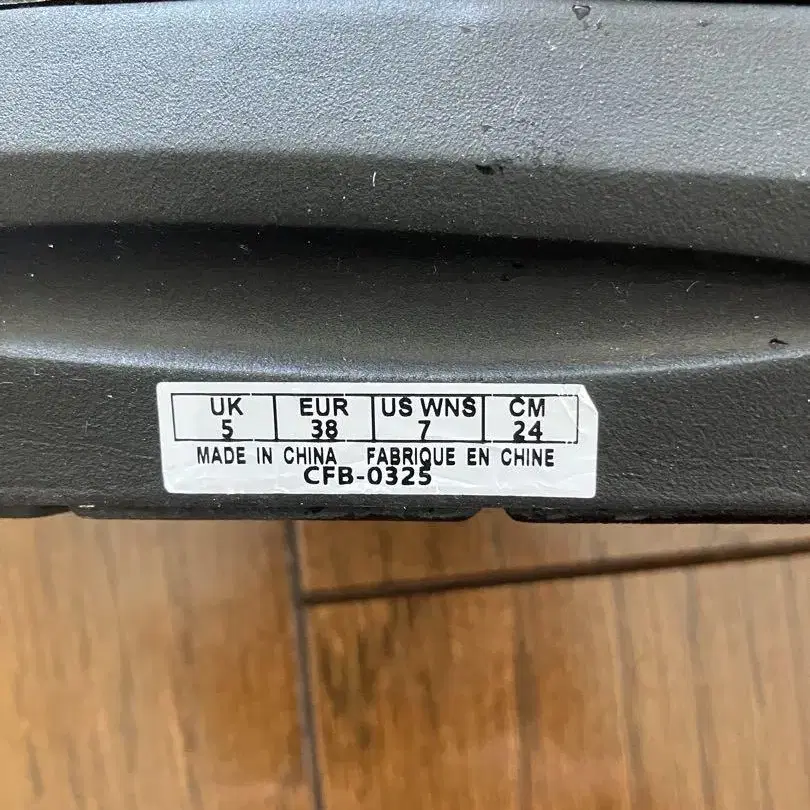 UK EUR US WNS CM
5 38 7 24
MADE IN CHINA FABRIQUE EN CHINE
CFB-0325